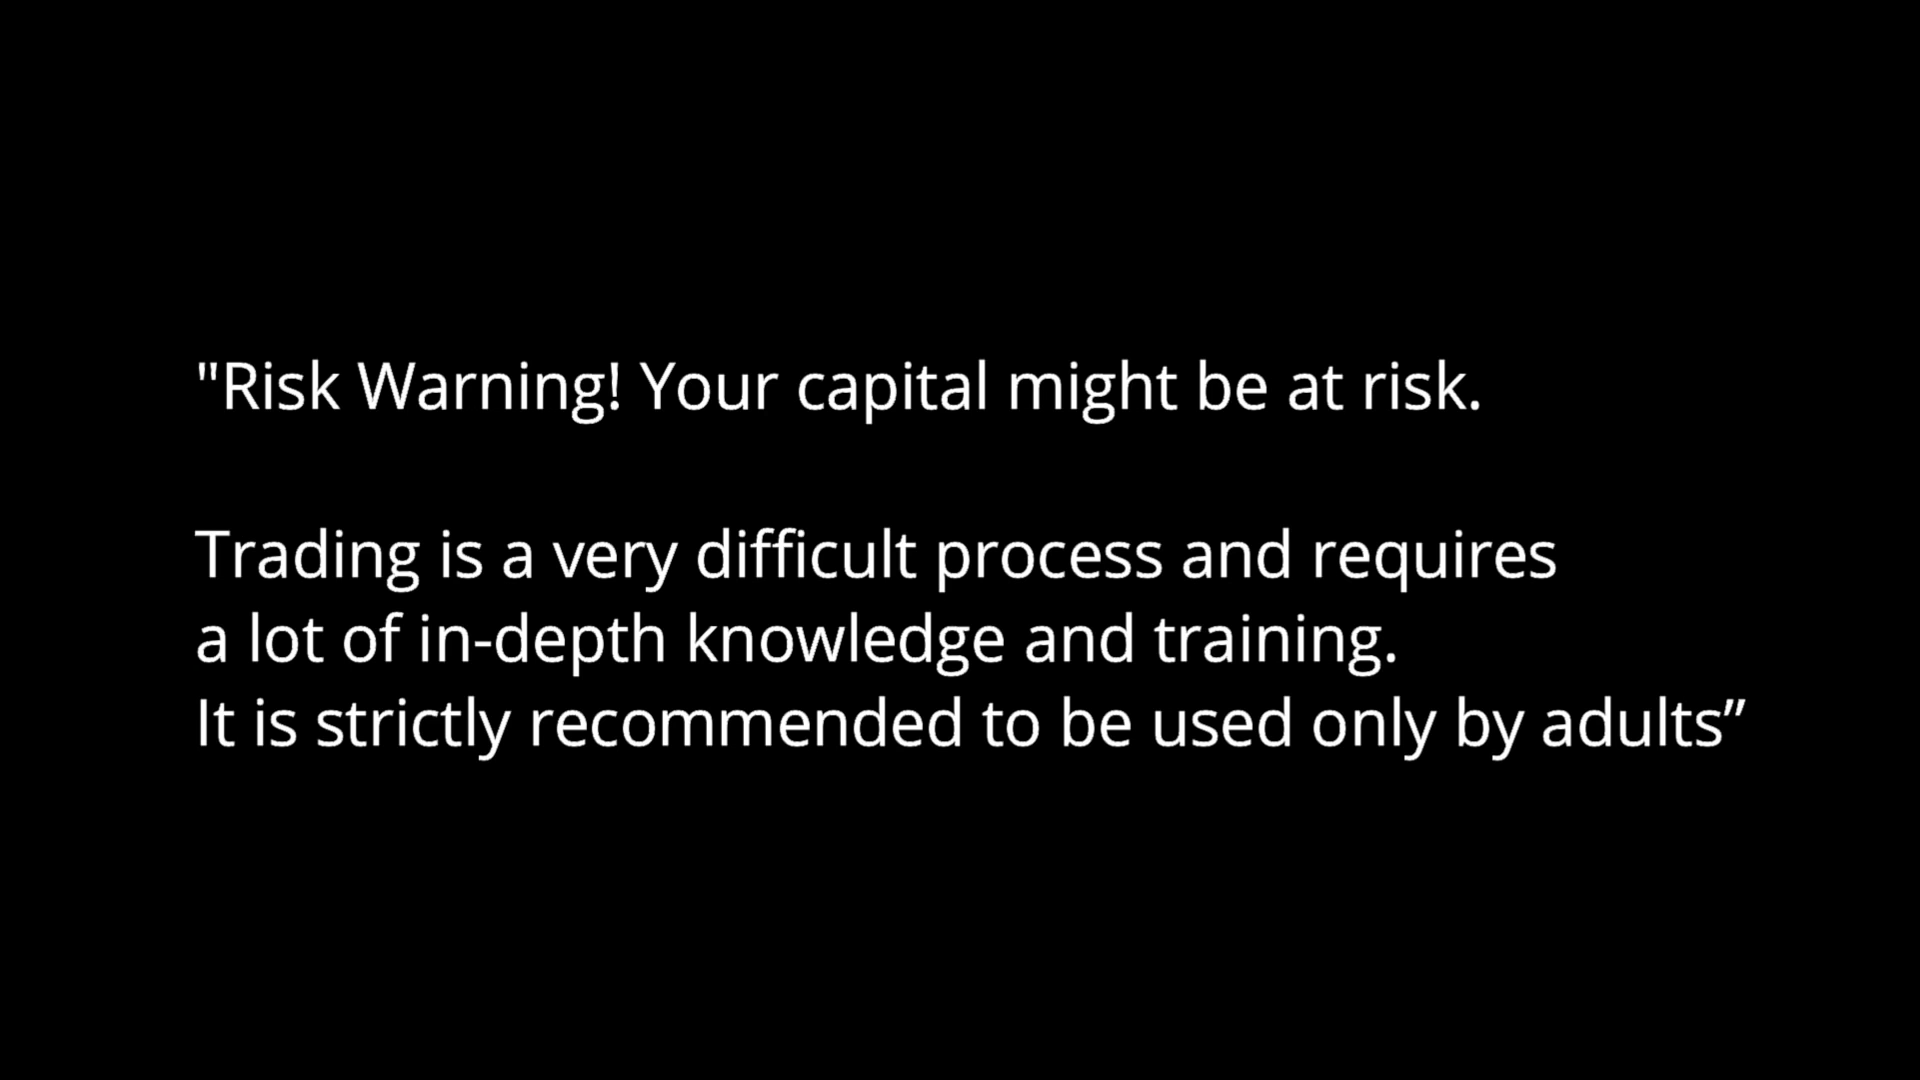 "Risk Warning! Your capital might be at risk.
Trading is a very difficult process and requires
a lot of in-depth knowledge and training.
It is strictly recommended to be used only by adults”